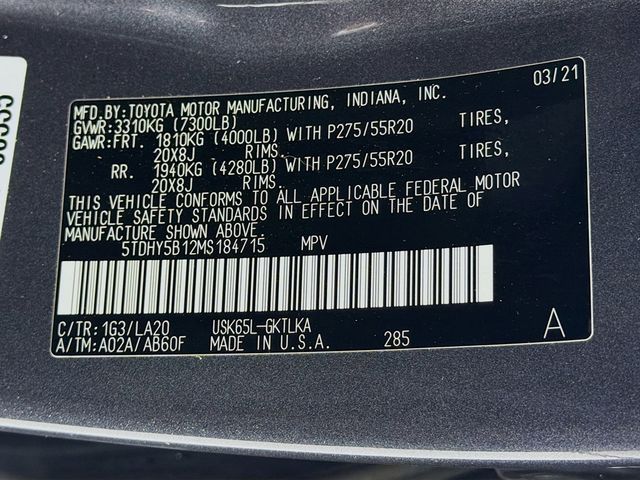 03/21
MFD.BY:TOYOTA MOTOR MANUFACTURING, INDIANA, INC.
GVWR:3310KG (7300LB)
GAWR:FRT. 1810KG (4000LB) WITH P275/55R20 TIRES,
20X8J RIMS.
RR. 1940KG (4280LB) WITH P275/55R20 TIRES,
20X8J RIMS.
THIS VEHICLE CONFORMS TO ALL APPLICABLE FEDERAL MOTOR
VEHICLE SAFETY STANDARDS IN EFFECT ON THE DATE OF
MANUFACTURE SHOWN ABOVE.
5TDHY5B12MS184715 MPV
C/TR:1G3/LA20 USK65L-GKTLKA
A/TM:A02A/AB60F MADE IN U.S.A. 285 A